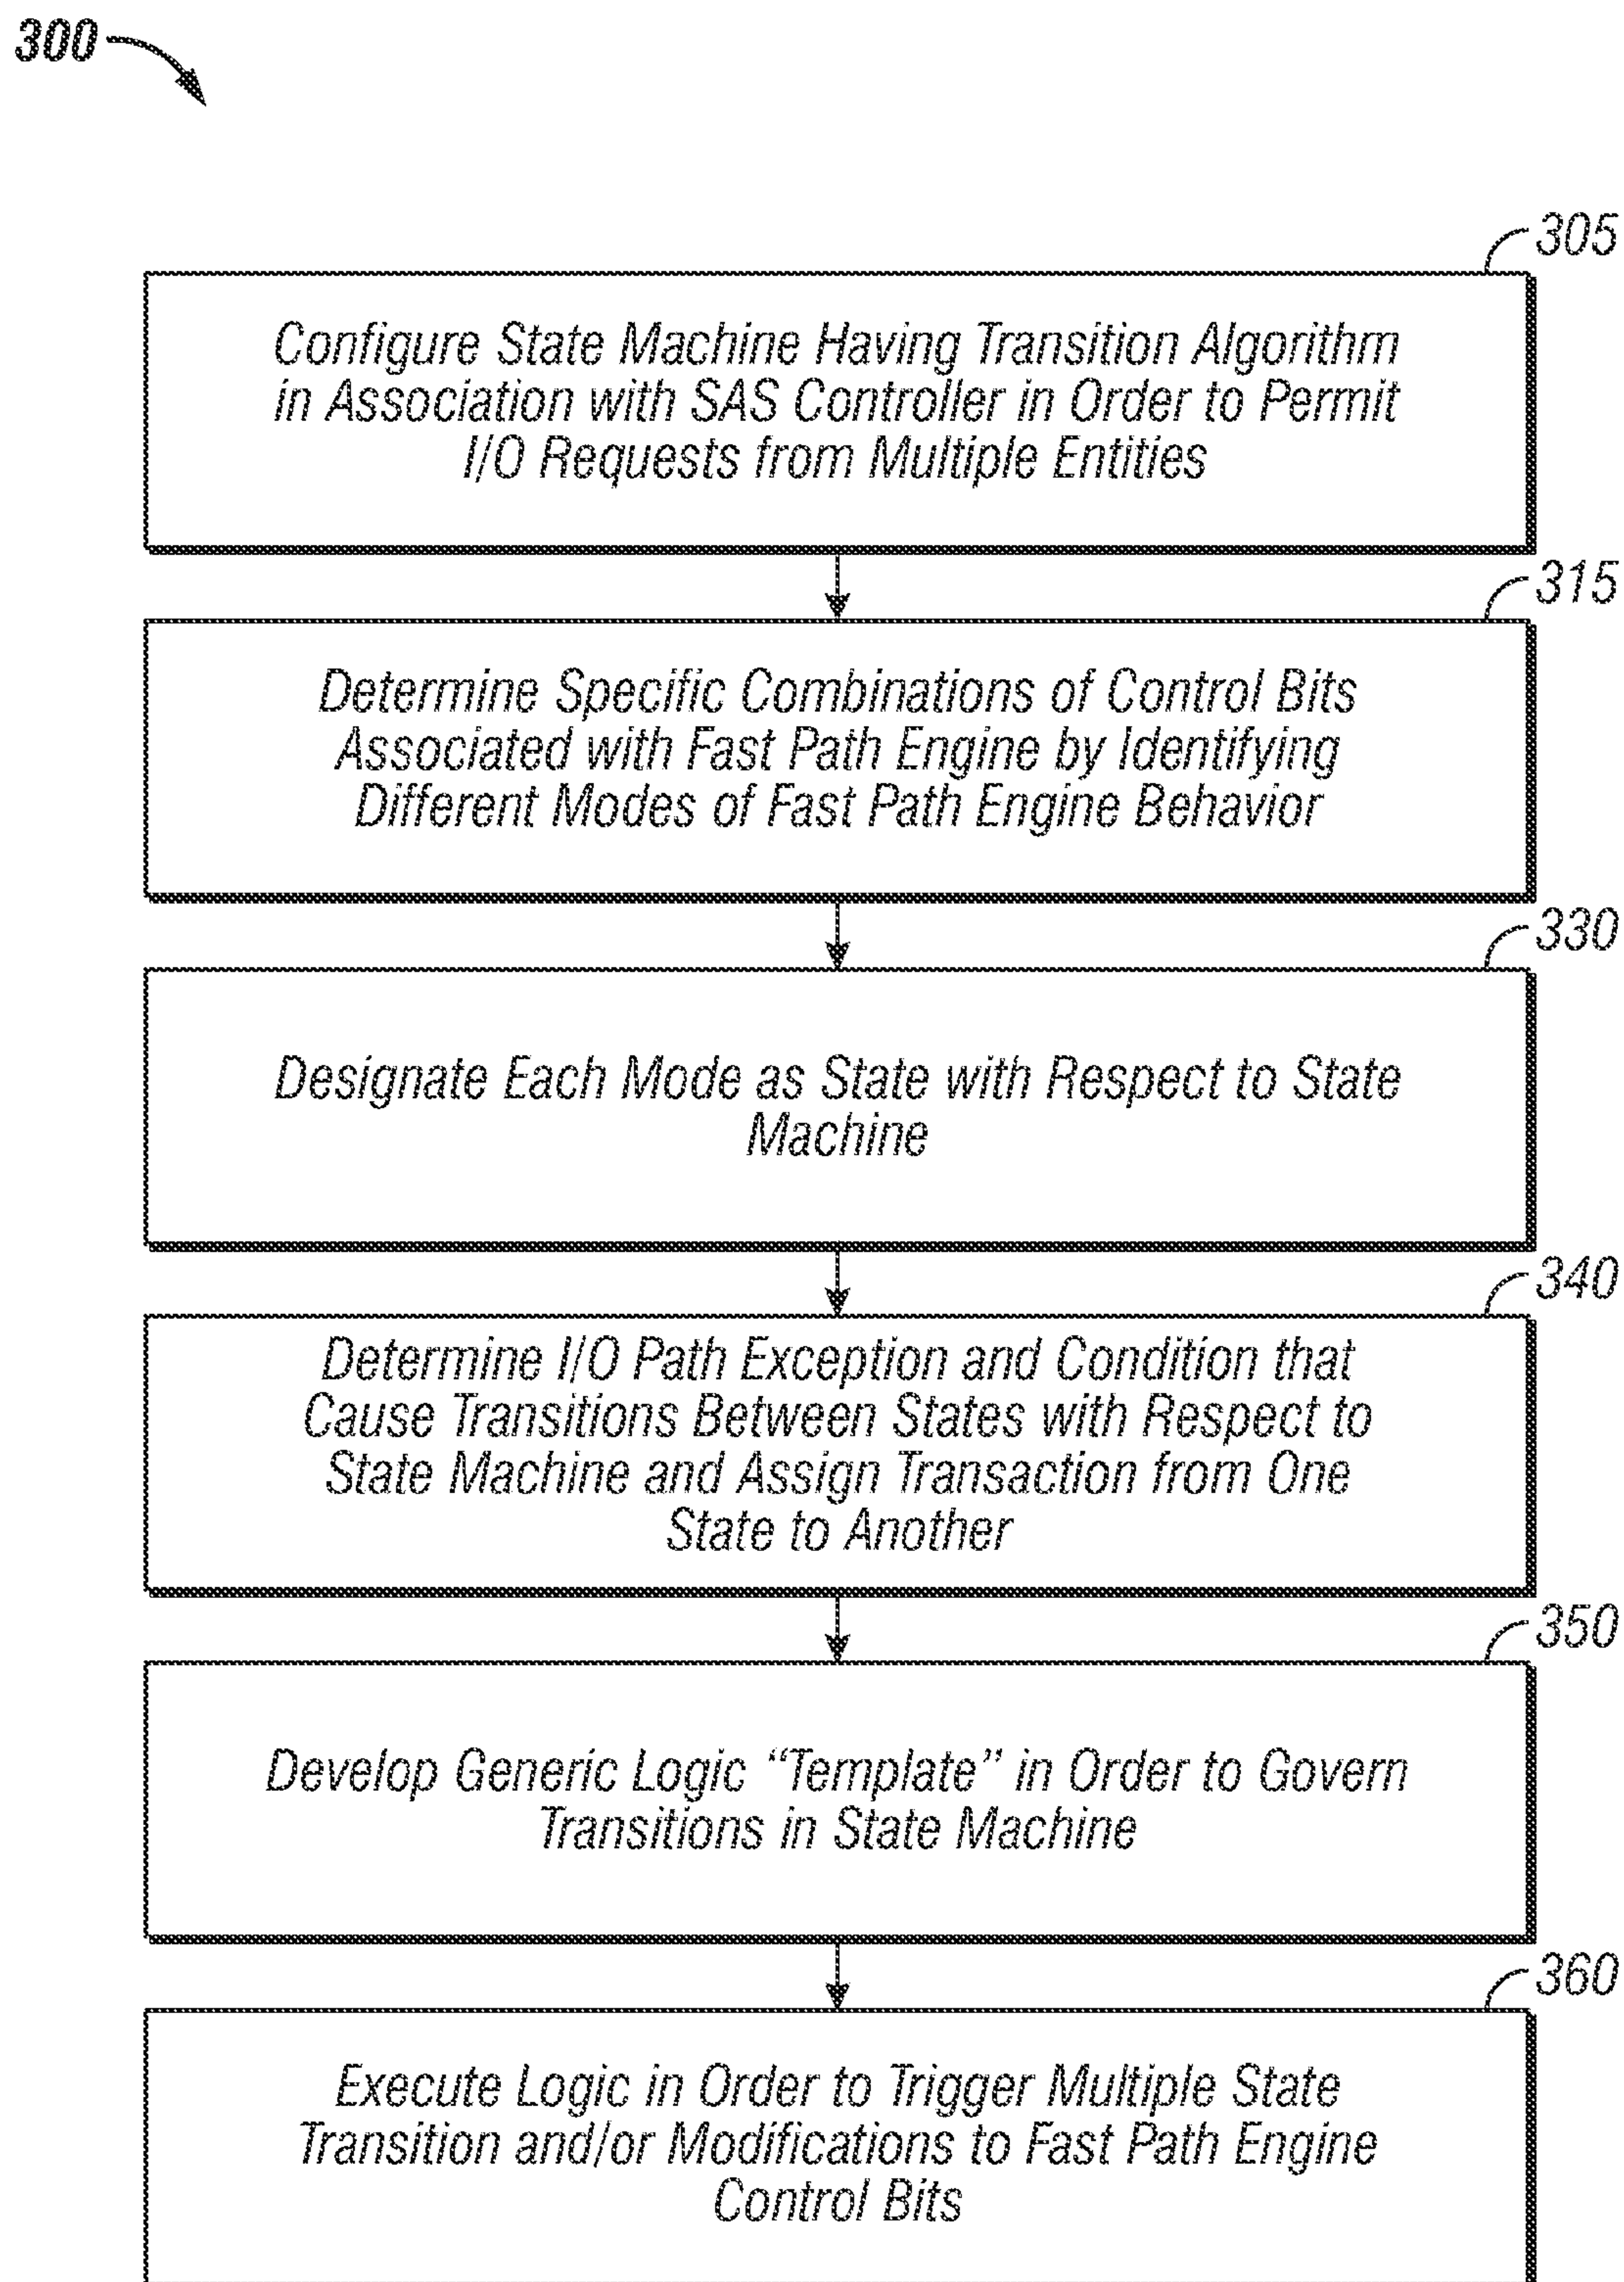 300
305
Configure State Machine Having Transition Algorithm
in Association with SAS Controller in Order to Permit
I/O Requests from Multiple Entities
315
Determine Specific Combinations of Control Bits
Associated with Fast Path Engine by Identifying
Different Modes of Fast Path Engine Behavior
330
Designate Each Mode as State with Respect to State
Machine
340
Determine I/O Path Exception and Condition that
Cause Transitions Between States with Respect to
State Machine and Assign Transaction from One
State to Another
350
Develop Generic Logic “Template” in Order to Govern
Transitions in State Machine
360
Execute Logic in Order to Trigger Multiple State
Transition and/or Modifications to Fast Path Engine
Control Bits